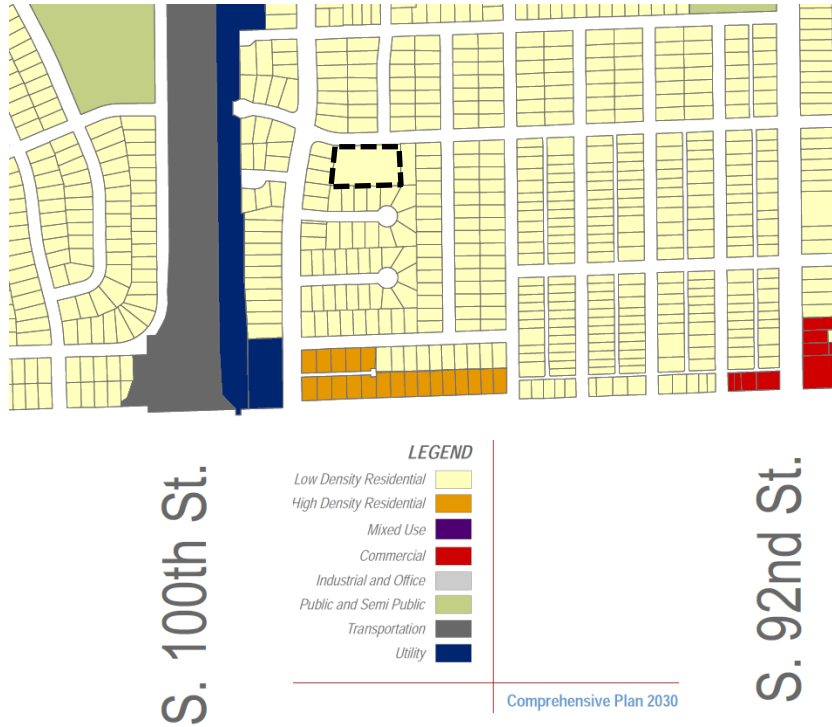 LEGEND
Low Density Residential
High Density Residential
Mixed Use
Commercial
Industrial and Office
Public and Semi Public
Transportation
Utility
S. 100th St.
S. 92nd St.
Comprehensive Plan 2030